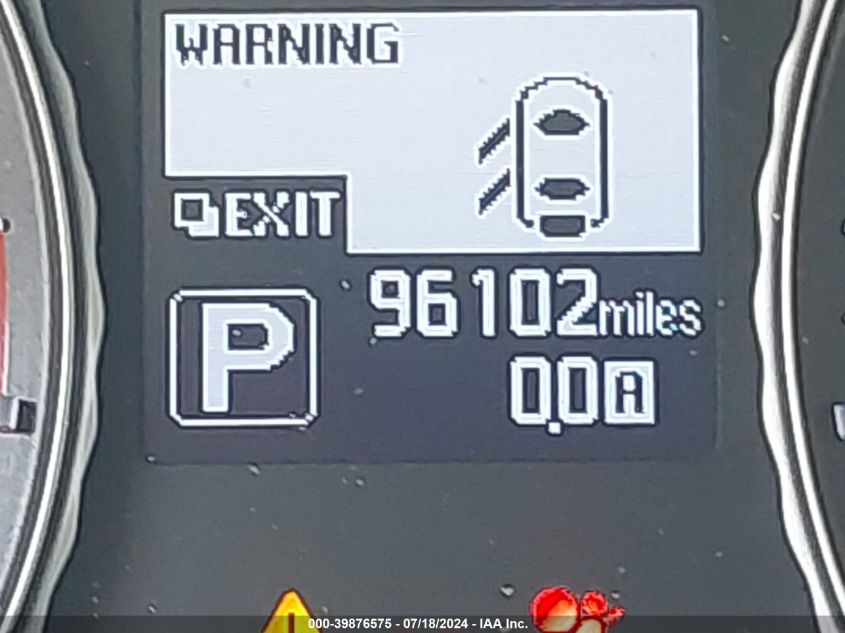 WARNING
EXIT
P
96102miles
0.0A
000-39876575 - 07/18/2024 - IAA Inc.